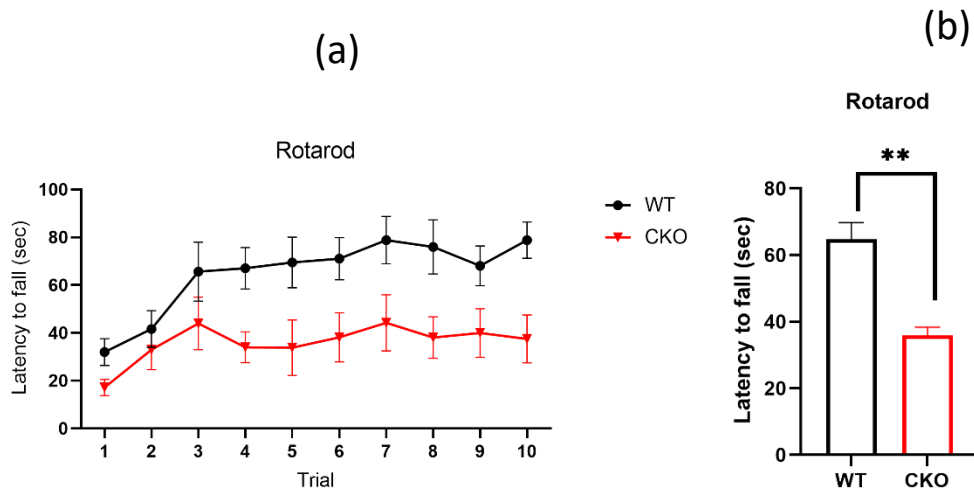 (a)
Rotarod
Latency to fall (sec)
100
80
60
40
20
0
1 2 3 4 5 6 7 8 9 10
Trial
WT
CKO
(b)
Rotarod
**
Latency to fall (sec)
80
60
40
20
0
WT CKO